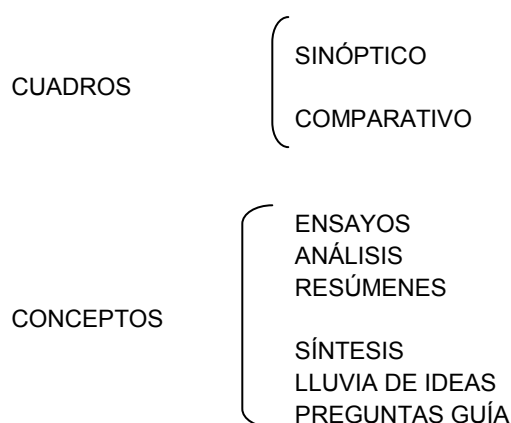 SINÓPTICO
CUADROS
COMPARATIVO
ENSAYOS
ANÁLISIS
RESÚMENES
CONCEPTOS
SÍNTESIS
LLUVIA DE IDEAS
PREGUNTAS GUÍA